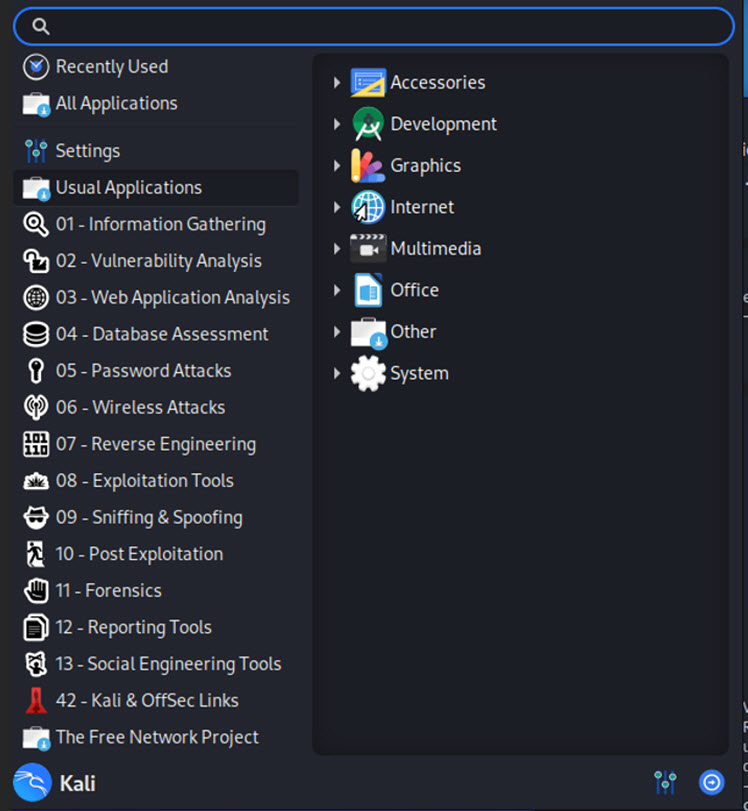 Recently Used
All Applications
Settings
Usual Applications
01 - Information Gathering
02 - Vulnerability Analysis
03 - Web Application Analysis
04 - Database Assessment
05 - Password Attacks
06 - Wireless Attacks
07 - Reverse Engineering
08 - Exploitation Tools
09 - Sniffing & Spoofing
10 - Post Exploitation
11 - Forensics
12 - Reporting Tools
13 - Social Engineering Tools
42 - Kali & OffSec Links
The Free Network Project
Accessories
Development
Graphics
Internet
Multimedia
Office
Other
System
Kali